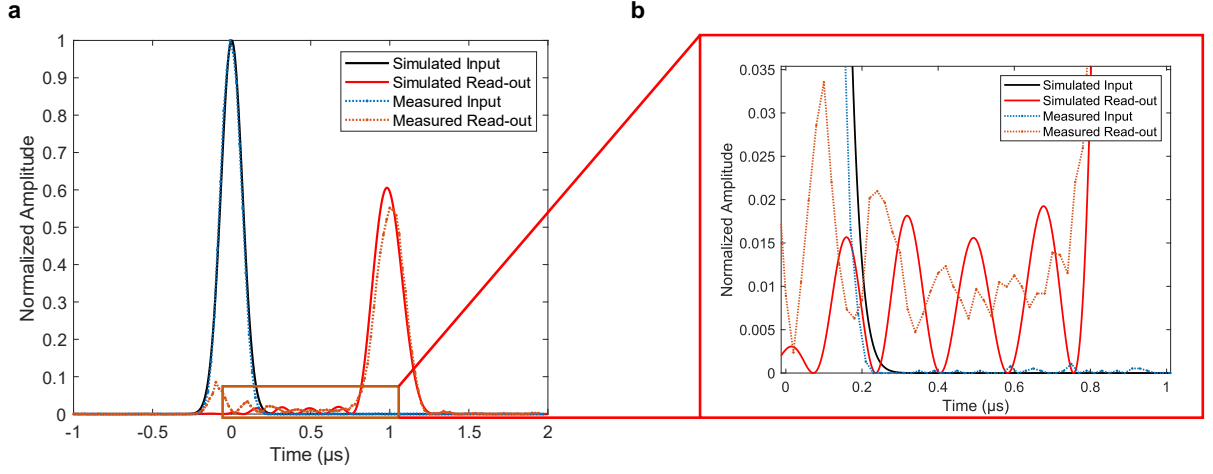 a
1
0.9
0.8
0.7
0.6
0.5
0.4
0.3
0.2
0.1
0
-1
-0.5
0
0.5
1
1.5
2
Normalized Amplitude
Time (µs)
Simulated Input
Simulated Read-out
Measured Input
Measured Read-out
b
0.035
0.03
0.025
0.02
0.015
0.01
0.005
0
0
0.2
0.4
0.6
0.8
1
Normalized Amplitude
Time (µs)
Simulated Input
Simulated Read-out
Measured Input
Measured Read-out